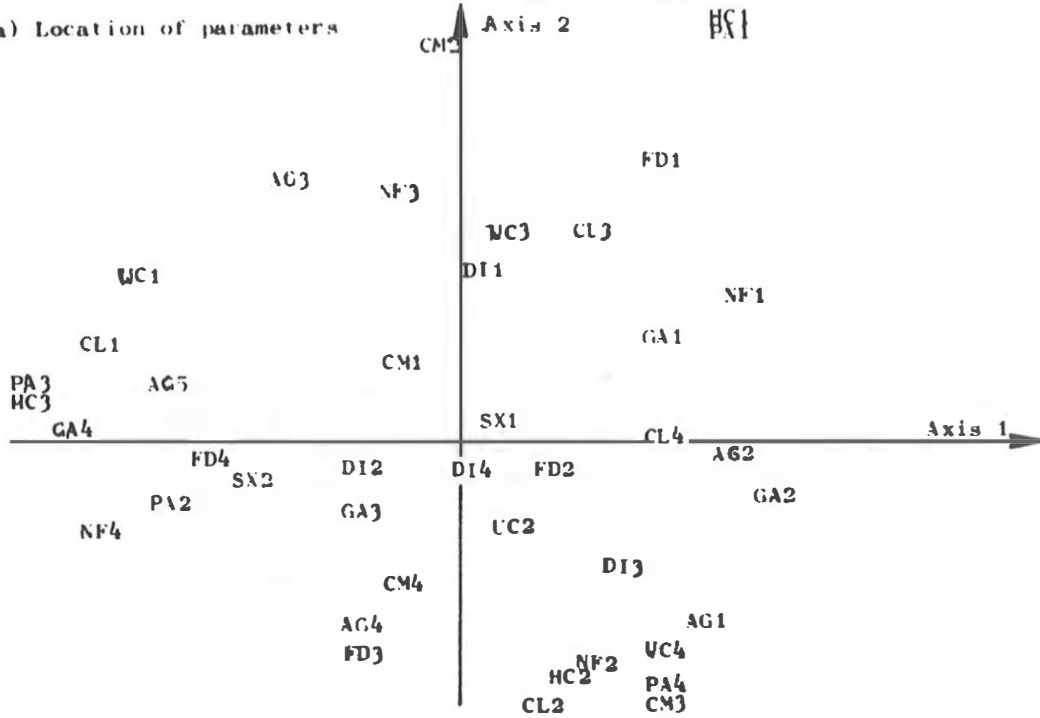 a) Location of parameters
Axis 2
HC1
PA1
CM2
FD1
AG3
NF3
WC3
CL3
DI1
WC1
NF1
GA1
CL1
CM1
PA3
AG5
HC3
SX1
GA4
CL4
Axis 1
AG2
FD4
DI2
DI4
FD2
SX2
GA2
PA2
GA3
NF4
UC2
DI3
CM4
AG4
AG1
FD3
WC4
NF2
HC2
PA4
CL2
CM3